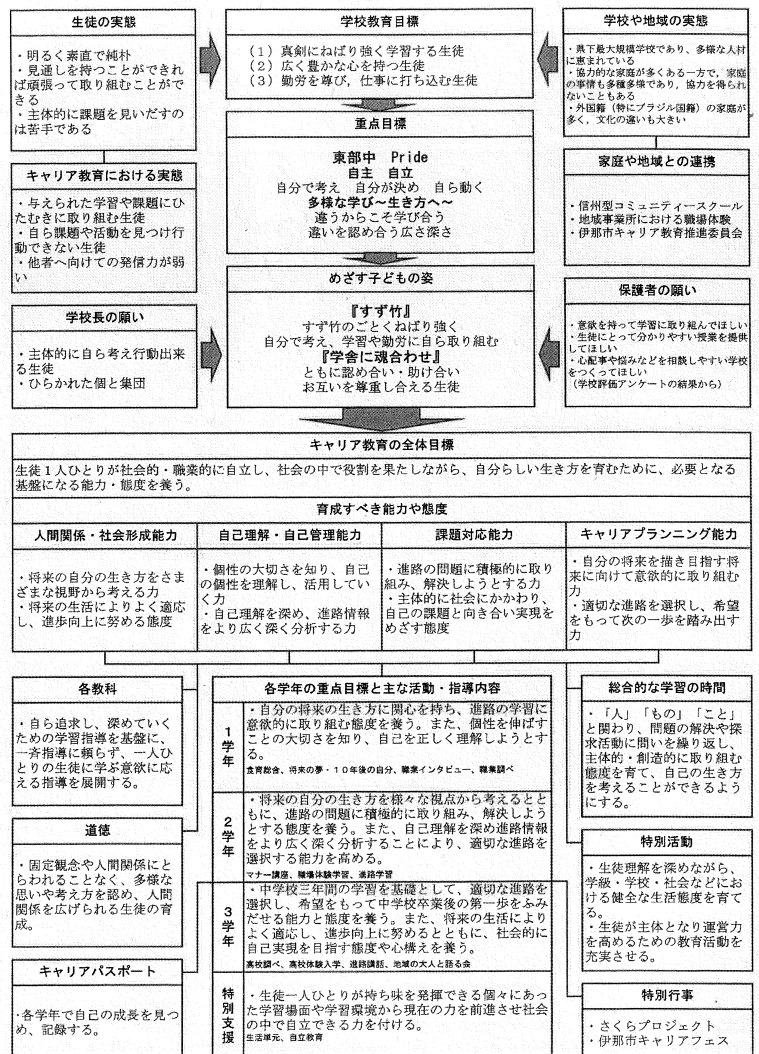 生徒の実態
・明るく素直で純朴
・見通しを持つことができれ
ば頑張って取り組むことがで
きる
・主体的に課題を見いだすの
は苦手である
キャリア教育における実態
・与えられた学習や課題にひ
たむきに取り組む生徒
・自ら課題や活動を見つけ行
動できない生徒
・他者へ向けての発信力が弱
い
学校長の願い
・主体的に自ら考え行動出来
る生徒
・ひらかれた個と集団
学校教育目標
(1) 真剣にねばり強く学習する生徒
(2) 広く豊かな心を持つ生徒
(3) 勤労を尊び，仕事に打ち込む生徒
重点目標
東部中 Pride
自主 自立
自分で考え 自分が決め 自ら動く
多様な学び～生き方へ～
違うからこそ学び合う
違いを認め合う広さ深さ
めざす子どもの姿
『すず竹』
すず竹のごとくねばり強く
自分で考え、学習や勤労に自ら取り組む
『学舎に魂合わせ』
ともに認め合い・助け合い
お互いを尊重し合える生徒
学校や地域の実態
・県下最大規模学校であり、多様な人材
に恵まれている
・協力的な家庭が多くある一方で，家庭
の事情も多種多様であり，協力を得られ
ないこともある
・外国籍（特にブラジル国籍）の家庭が
多く，文化の違いも大きい
家庭や地域との連携
・信州型コミュニティースクール
・地域事業所における職場体験
・伊那市キャリア教育推進委員会
保護者の願い
・意欲を持って学習に取り組んでほしい
・生徒にとって分かりやすい授業を提供
してほしい
・心配事や悩みなどを相談しやすい学校
をつくってほしい
（学校評価アンケートの結果から）
キャリア教育の全体目標
生徒１人ひとりが社会的・職業的に自立し、社会の中で役割を果たしながら、自分らしい生き方を育むために、必要となる
基盤になる能力・態度を養う。
育成すべき能力や態度
人間関係・社会形成能力
・将来の自分の生き方をさま
ざまな視野から考える力
・将来の生活によりよく適応
し、進歩向上に努める態度
自己理解・自己管理能力
・個性の大切さを知り、自己
の個性を理解し、活用してい
く力
・自己理解を深め、進路情報
をより広く深く分析する力
課題対応能力
・進路の問題に積極的に取り
組み、解決しようとする力
・主体的に社会にかかわり、
自己の課題と向き合い実現を
めざす態度
キャリアプランニング能力
・自分の将来を描き目指す将
来に向けて意欲的に取り組む
力
・適切な進路を選択し、希望
をもって次の一歩を踏み出す
力
各教科
・自ら追求し、深めていく
ための学習指導を基盤に、
一斉指導に頼らず、一人ひ
とりの生徒に学ぶ意欲に応
える指導を展開する。
道徳
・固定観念や人間関係にと
らわれることなく、多様な
思いや考え方を認め、人間
関係を広げられる生徒の育
成。
キャリアパスポート
・各学年で自己の成長を見つ
め、記録する。
各学年の重点目標と主な活動・指導内容
１学年
・自分の将来の生き方に関心を持ち、進路の学習に
意欲的に取り組む態度を養う。また、個性を伸ばす
ことの大切さを知り、自己を正しく理解しようとす
る。
食育総合、将来の夢・１０年後の自分、職業インタビュー、職業調べ
２学年
・将来の自分の生き方を様々な視点から考えるとと
もに、進路の問題に積極的に取り組み、解決しよう
とする態度を養う。また、自己理解を深め進路情報
をより広く深く分析することにより、適切な進路を
選択する能力を高める。
マナー講座、職場体験学習、進路学習
３学年
・中学校三年間の学習を基礎として、適切な進路を
選択し、希望をもって中学校卒業後の第一歩をふみ
だせる能力と態度を養う。また、将来の生活により
よく適応し、進歩向上に努めるとともに、社会的に
自己実現を目指す態度や心構えを養う。
高校調べ、高校体験入学、進路講話、地域の大人と語る会
特別支援
・生徒一人ひとりが持ち味を発揮できる個々にあっ
た学習場面や学習環境から現在の力を前進させ社会
の中で自立できる力を付ける。
生活単元、自立教育
総合的な学習の時間
・「人」「もの」「こと」
と関わり、問題の解決や探
求活動に問いを繰り返し、
主体的・創造的に取り組む
態度を育て、自己の生き方
を考えることができるよう
にする。
特別活動
・生徒理解を深めながら、
学級・学校・社会などにお
ける健全な生活態度を育て
る。
・生徒が主体となり運営力
を高めるための教育活動を
充実させる。
特別行事
・さくらプロジェクト
・伊那市キャリアフェス